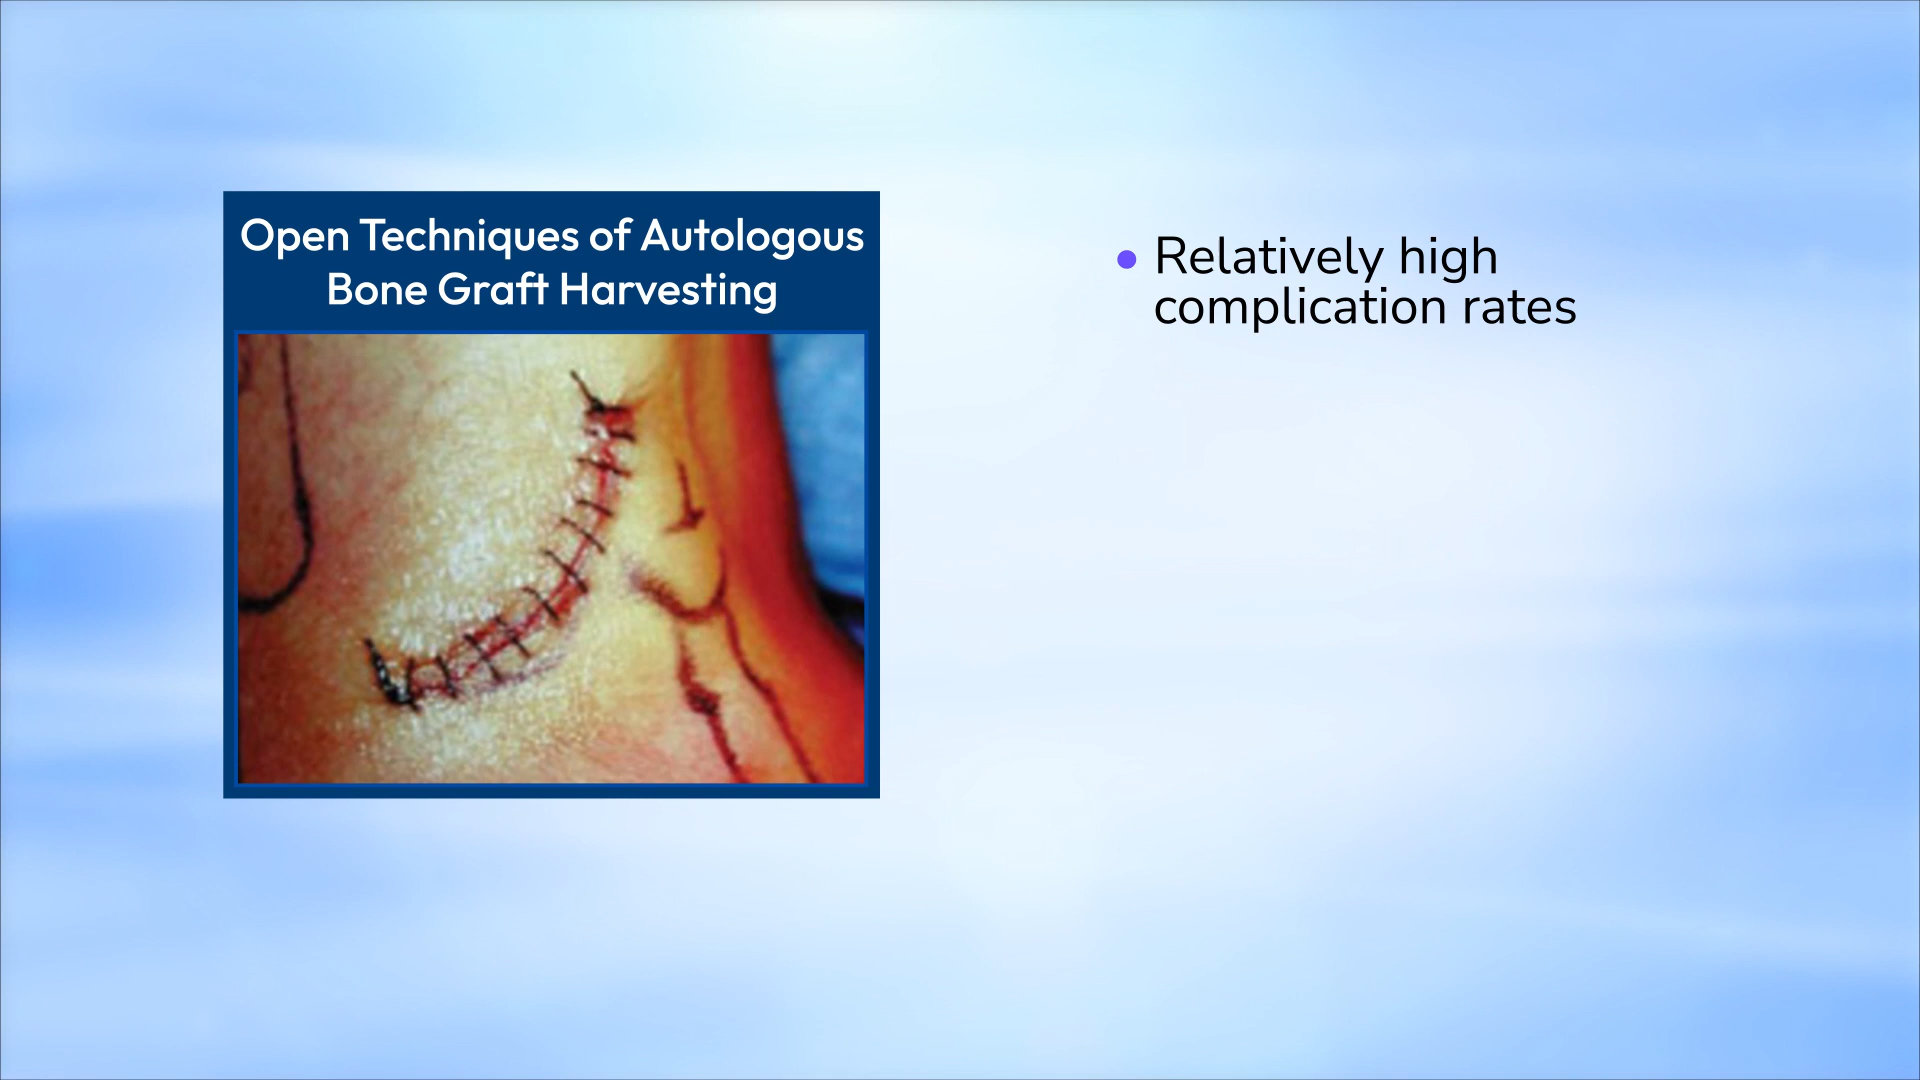 Open Techniques of Autologous
Bone Graft Harvesting
• Relatively high
complication rates